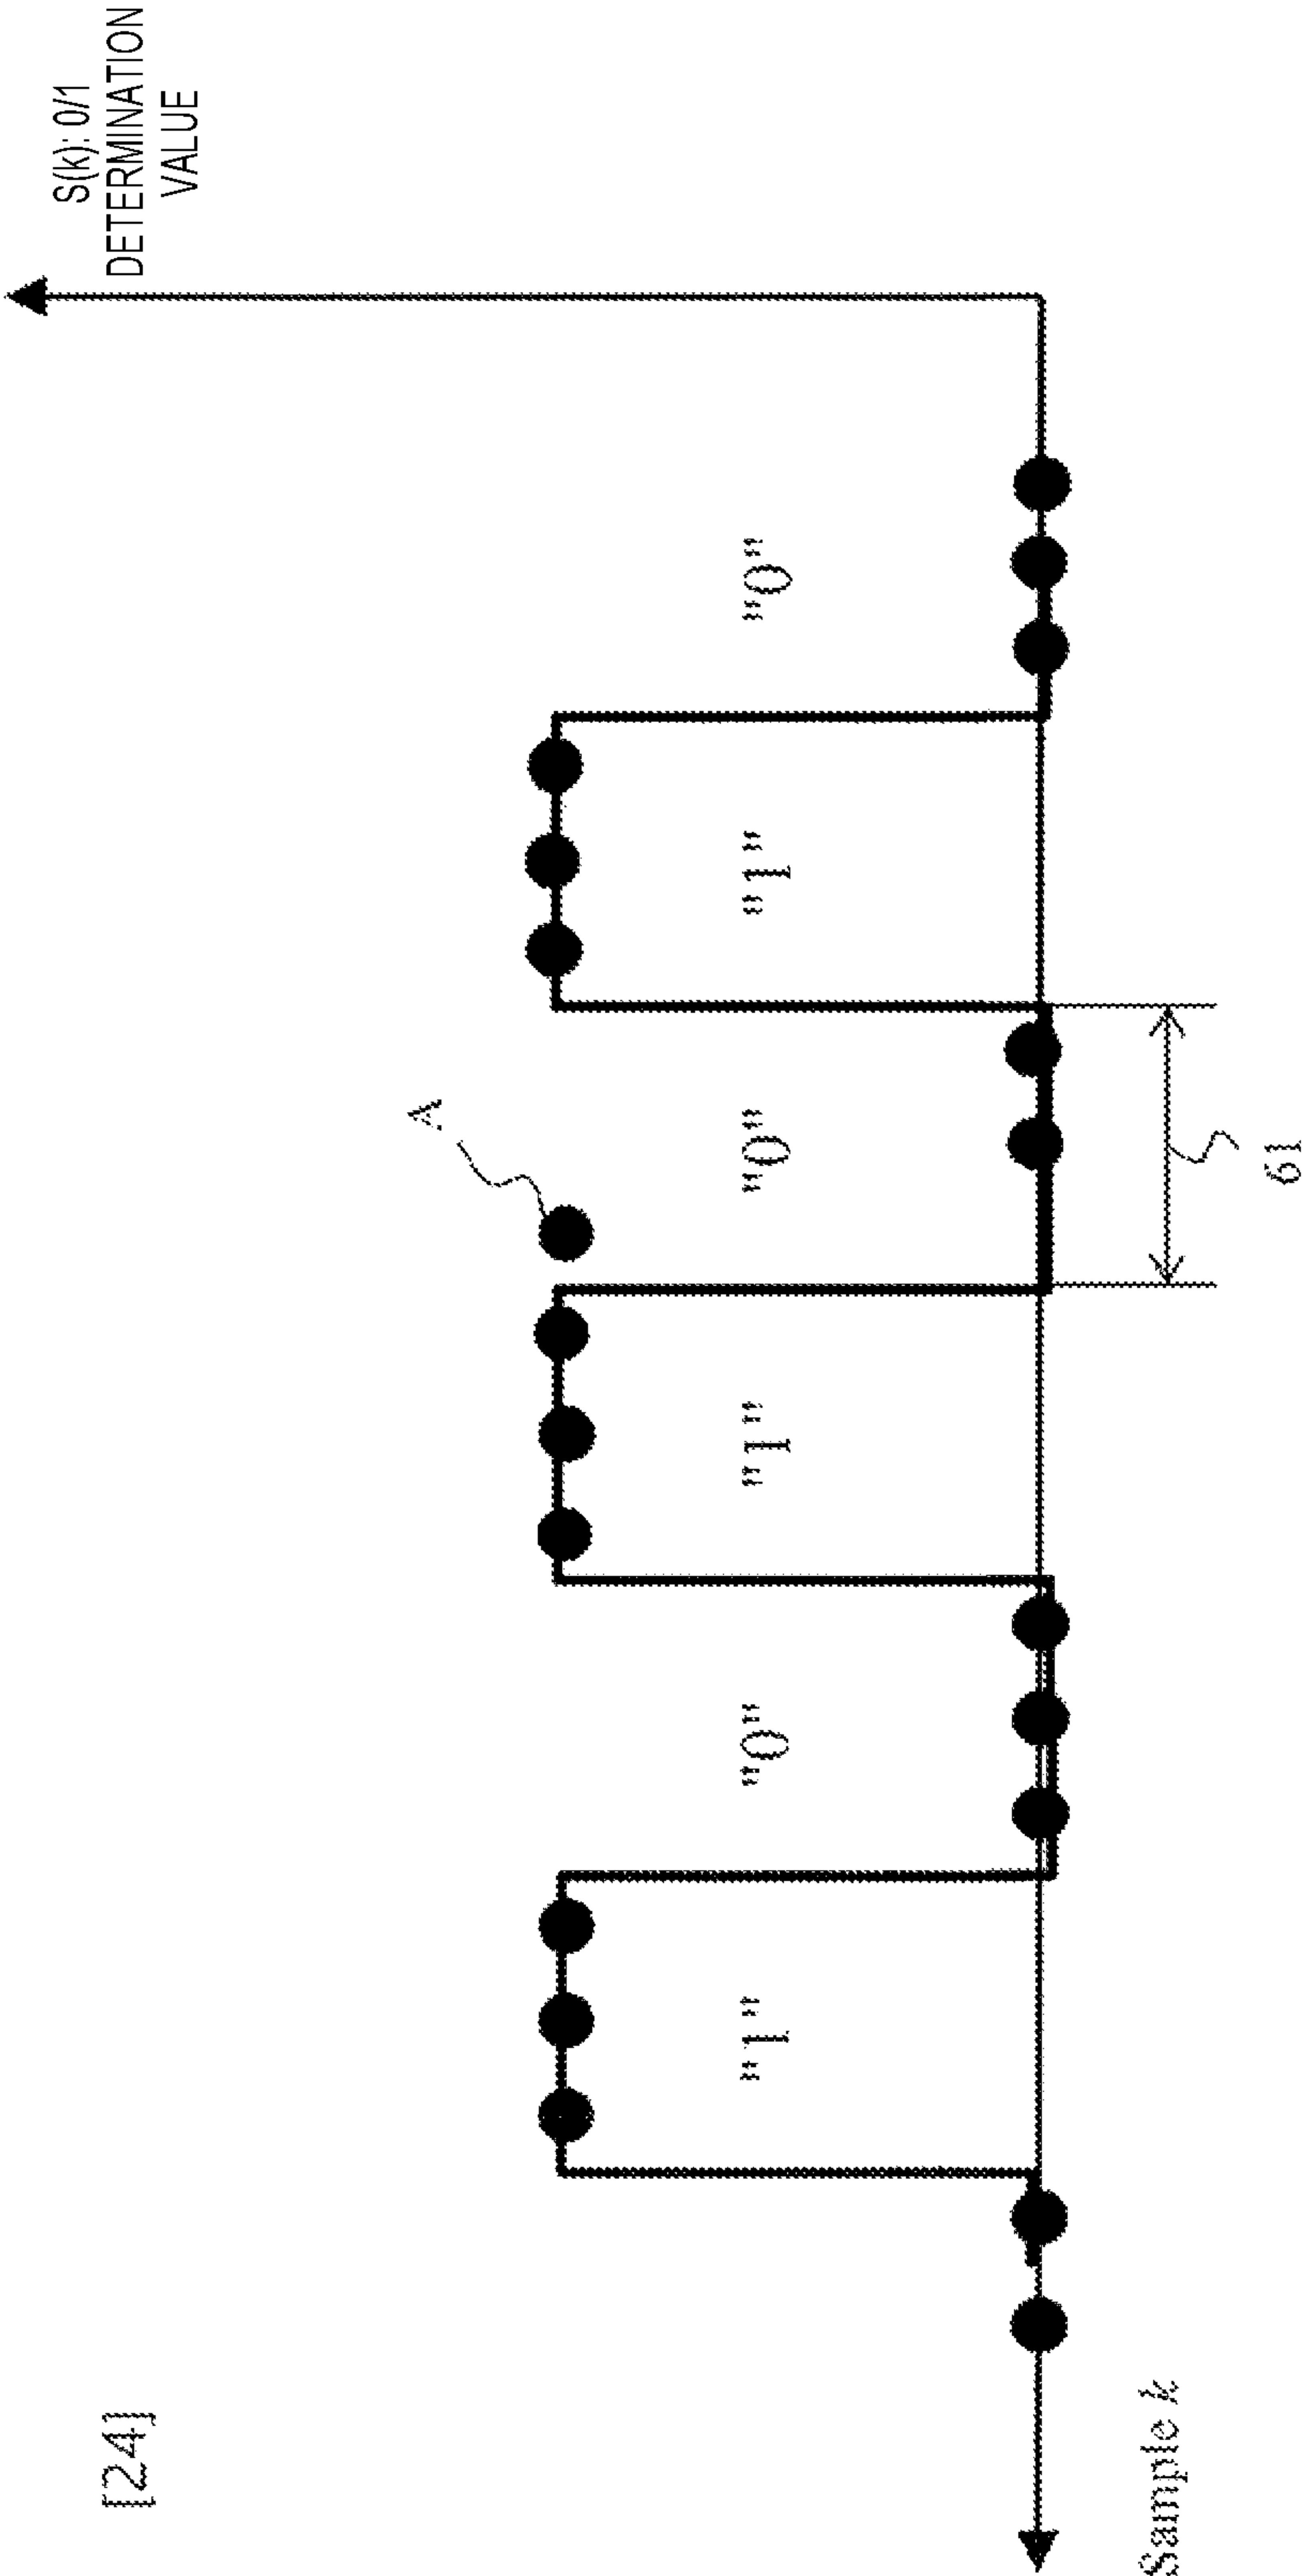 [24]
S(k): 0/1
DETERMINATION
VALUE
A
"1" "0" "1" "0" "1" "0"
Sample k
61